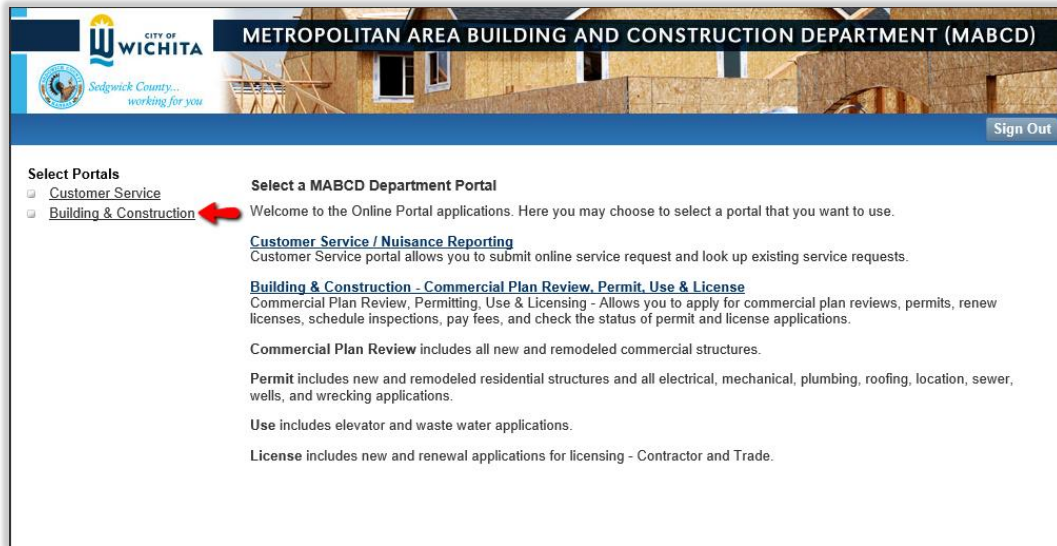 CITY OF
WICHITA
METROPOLITAN AREA BUILDING AND CONSTRUCTION DEPARTMENT (MABCD)
Sedgwick County...
working for you
Sign Out
Select Portals
Customer Service
Building & Construction
Select a MABCD Department Portal
Welcome to the Online Portal applications. Here you may choose to select a portal that you want to use.
Customer Service / Nuisance Reporting
Customer Service portal allows you to submit online service request and look up existing service requests.
Building & Construction - Commercial Plan Review, Permit, Use & License
Commercial Plan Review, Permitting, Use & Licensing - Allows you to apply for commercial plan reviews, permits, renew
licenses, schedule inspections, pay fees, and check the status of permit and license applications.
Commercial Plan Review includes all new and remodeled commercial structures.
Permit includes new and remodeled residential structures and all electrical, mechanical, plumbing, roofing, location, sewer,
wells, and wrecking applications.
Use includes elevator and waste water applications.
License includes new and renewal applications for licensing - Contractor and Trade.